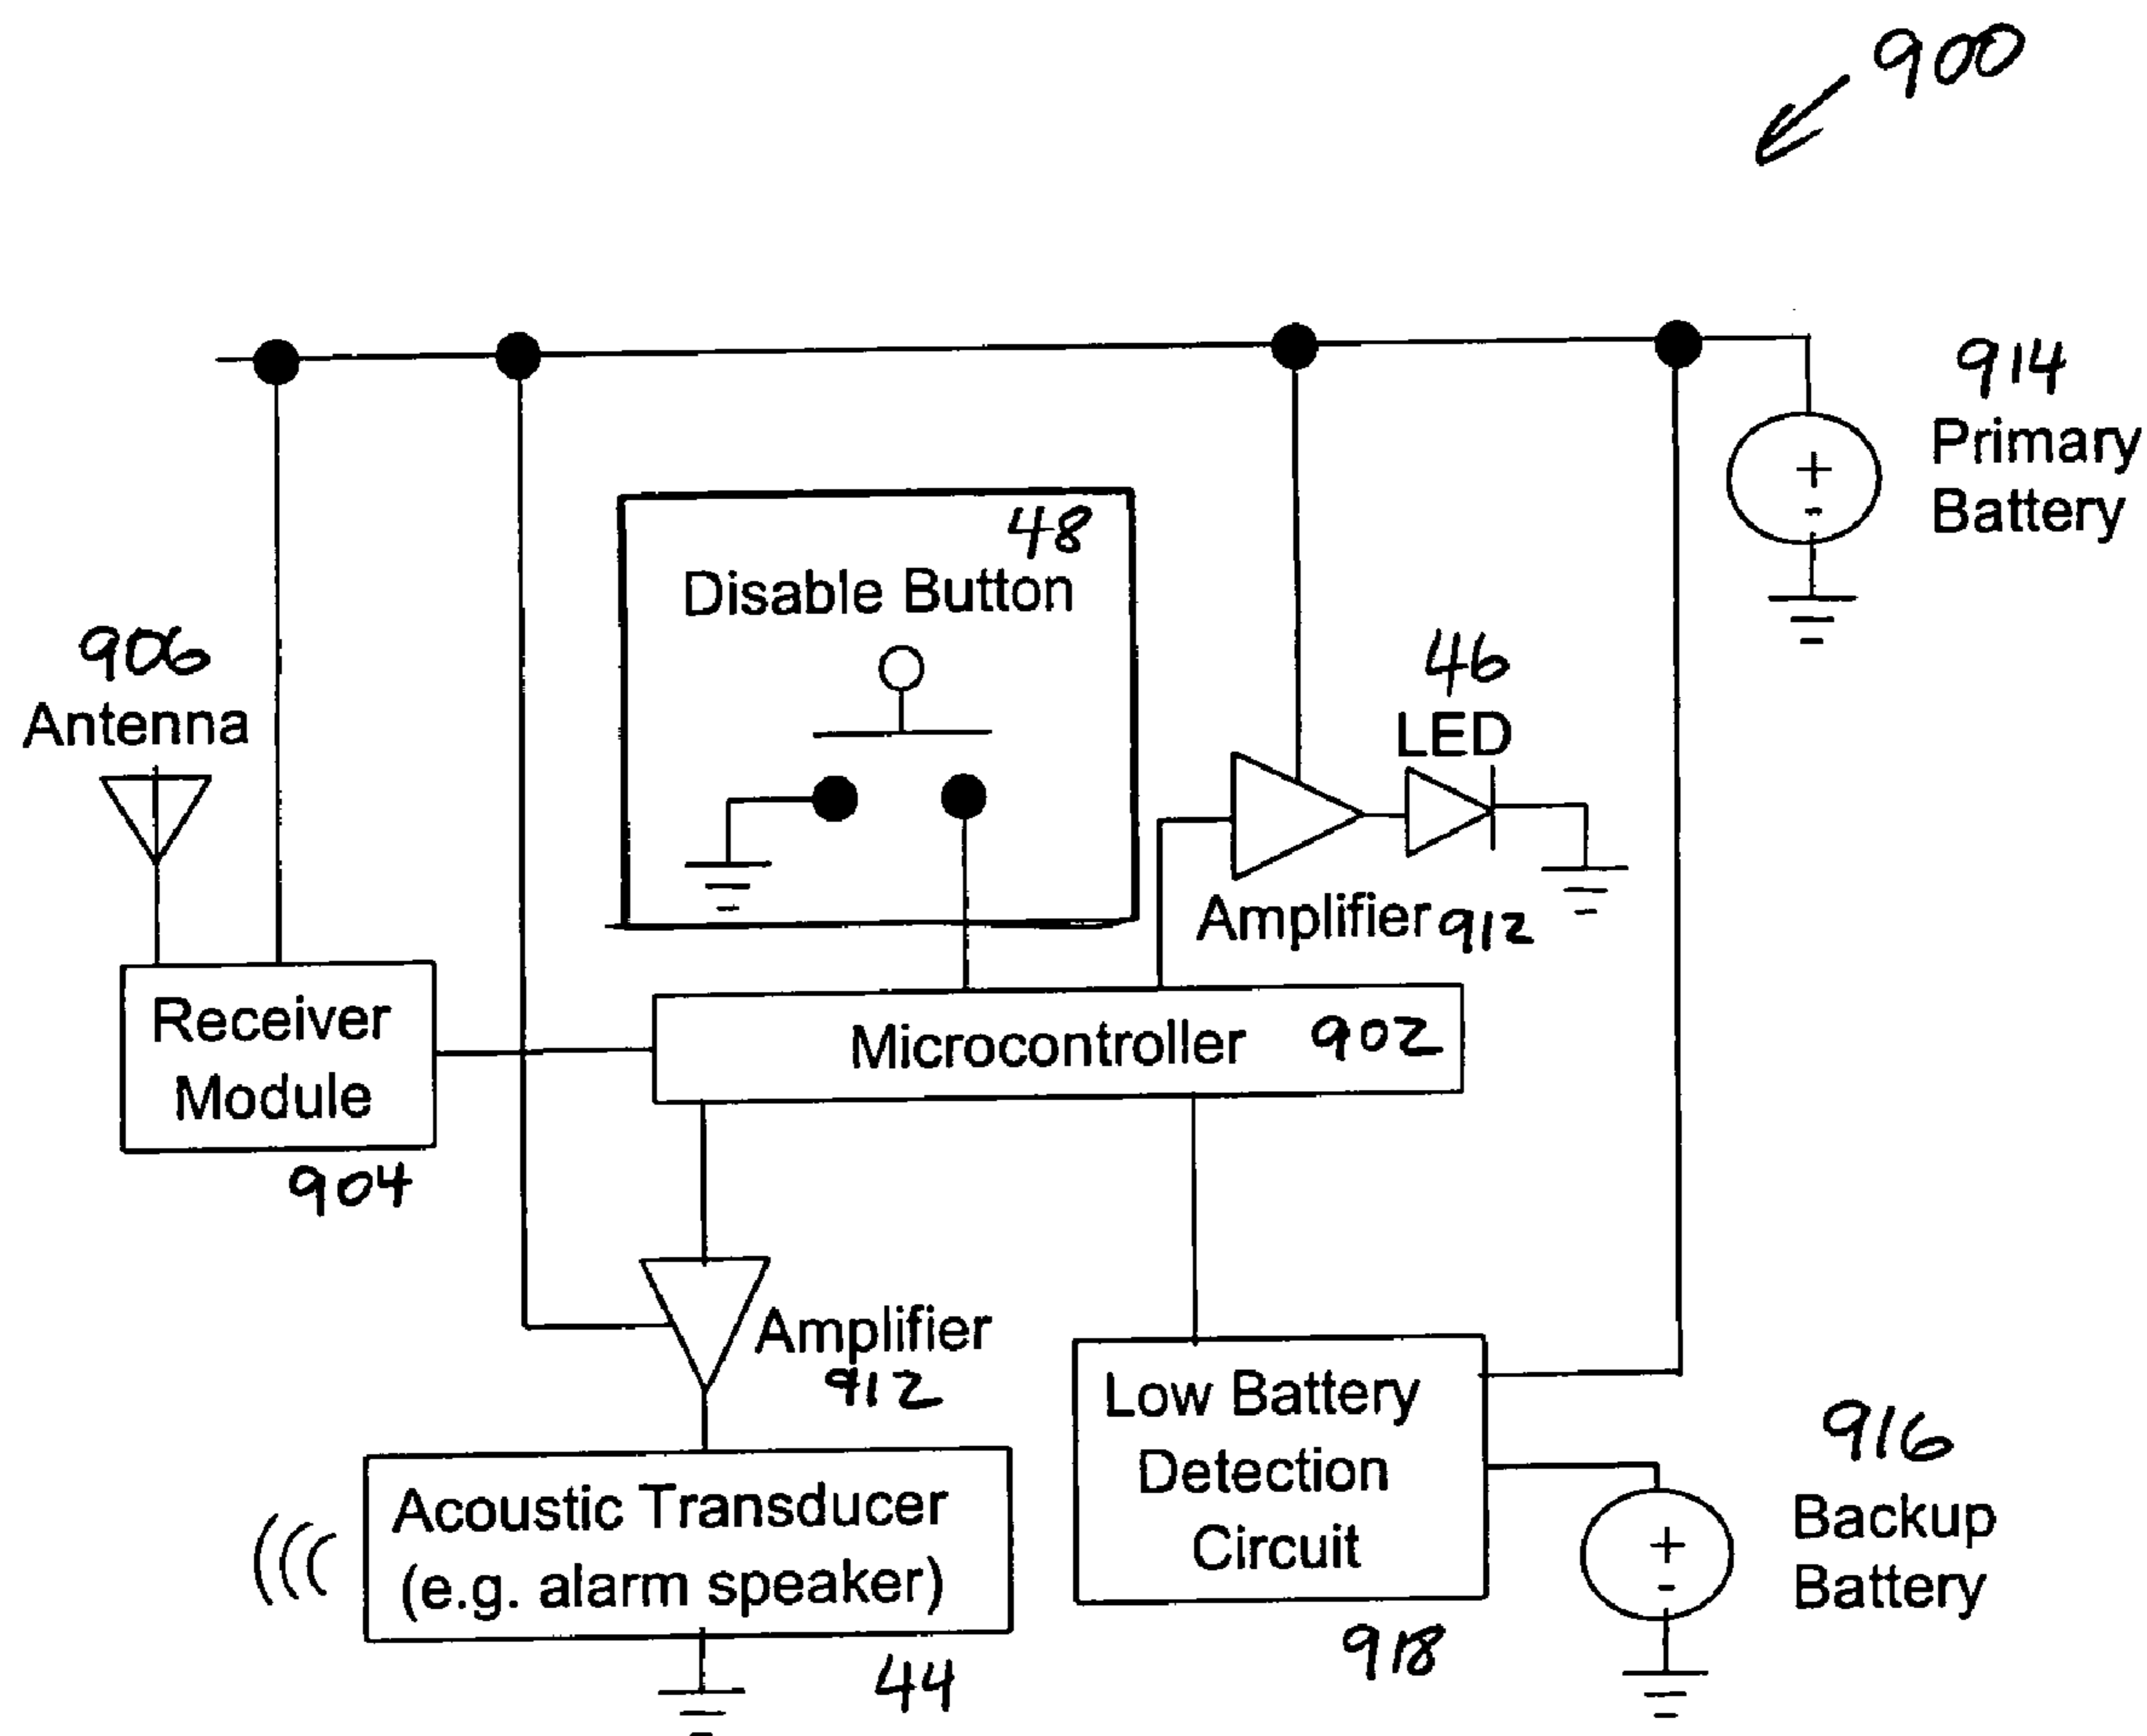 900
914
Primary
Battery
48
Disable Button
906
Antenna
46
LED
+
-
Amplifier 912
Receiver
Module
904
Microcontroller 902
Amplifier
912
Acoustic Transducer
(e.g. alarm speaker)
44
Low Battery
Detection
Circuit
918
916
Backup
Battery
+
-